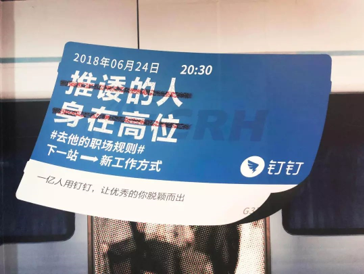 2018年06月24日 20:30
推诿的人
身在高位
#去他的职场规则#
下一站 新工作方式
钉钉
一亿人用钉钉，让优秀的你脱颖而出